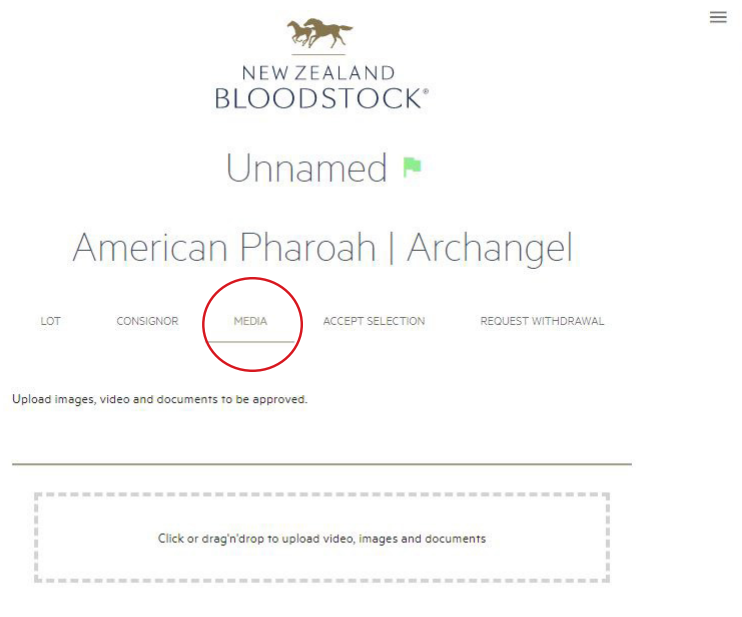 NEW ZEALAND
BLOODSTOCK®
Unnamed
American Pharoah | Archangel
LOT CONSIGNOR MEDIA ACCEPT SELECTION REQUEST WITHDRAWAL
Upload images, video and documents to be approved.
Click or drag'n'drop to upload video, images and documents